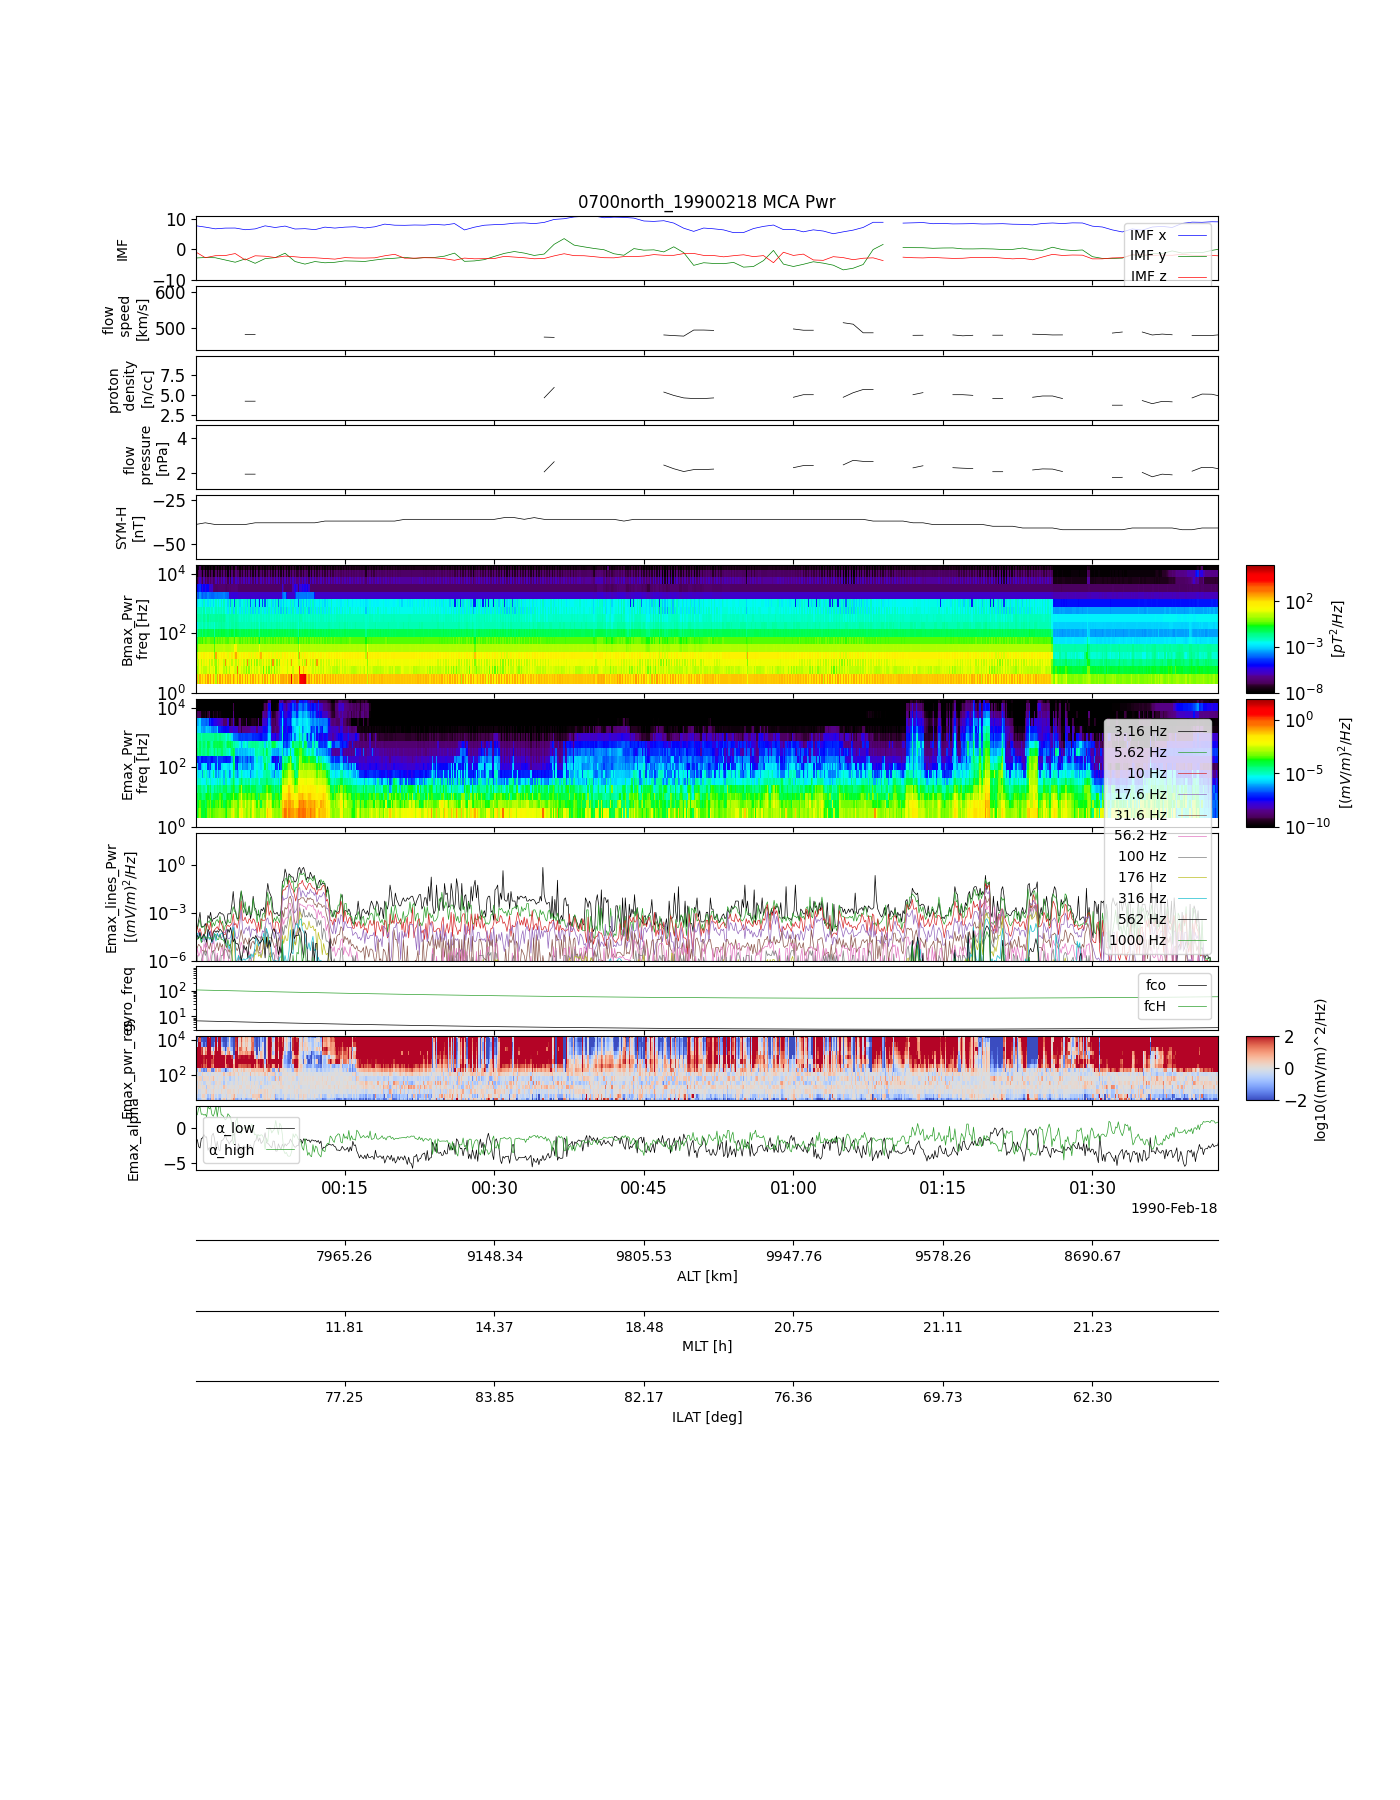 0700north_19900218 MCA Pwr
10
0
−10
IMF
IMF x
IMF y
IMF z
600
500
flow
speed
[km/s]
7.5
5.0
2.5
proton
density
[n/cc]
4
2
flow
pressure
[nPa]
−25
−50
SYM-H
[nT]
10^4
10^2
10^0
Bmax_Pwr
freq [Hz]
10^2
10^−3
10^−8
[pT^2/Hz]
10^4
10^2
10^0
Emax_Pwr
freq [Hz]
10^0
10^−5
10^−10
[(mV/m)^2/Hz]
3.16 Hz
5.62 Hz
10 Hz
17.6 Hz
31.6 Hz
56.2 Hz
100 Hz
176 Hz
316 Hz
562 Hz
1000 Hz
10^0
10^−3
10^−6
Emax_lines_Pwr
[(mV/m)^2/Hz]
10^2
10^1
gyro_freq
fco
fcH
10^4
10^2
Emax_pwr_reg
2
0
−2
log10((mV/m)^2/Hz)
0
−5
Emax_alpha
α_low
α_high
00:15 00:30 00:45 01:00 01:15 01:30
1990-Feb-18
7965.26 9148.34 9805.53 9947.76 9578.26 8690.67
ALT [km]
11.81 14.37 18.48 20.75 21.11 21.23
MLT [h]
77.25 83.85 82.17 76.36 69.73 62.30
ILAT [deg]